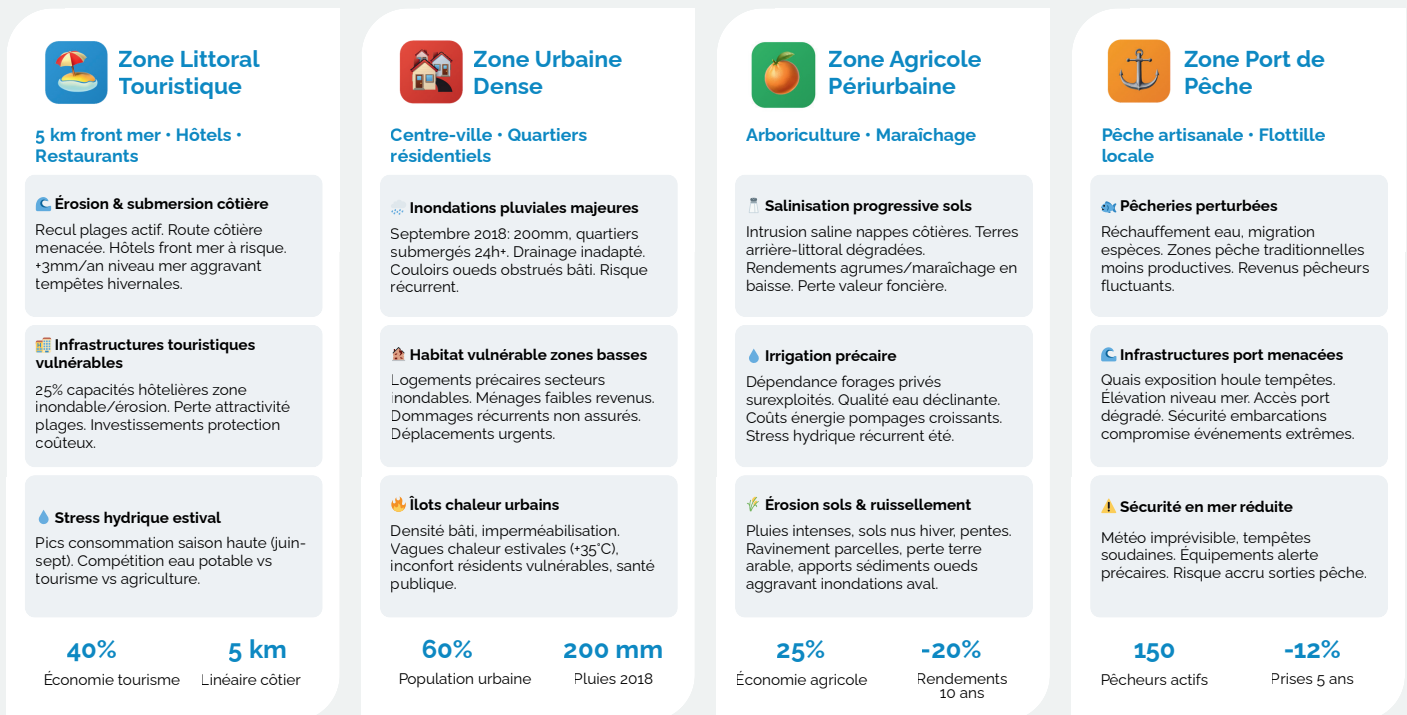 Zone Littoral
Touristique
5 km front mer • Hôtels •
Restaurants
Érosion & submersion côtière
Recul plages actif. Route côtière
menacée. Hôtels front mer à risque.
+3mm/an niveau mer aggravant
tempêtes hivernales.
Infrastructures touristiques
vulnérables
25% capacités hôtelières zone
inondable/érosion. Perte attractivité
plages. Investissements protection
coûteux.
Stress hydrique estival
Pics consommation saison haute (juin-
sept). Compétition eau potable vs
tourisme vs agriculture.
40%
Économie tourisme
5 km
Linéaire côtier
Zone Urbaine
Dense
Centre-ville • Quartiers
résidentiels
Inondations pluviales majeures
Septembre 2018: 200mm, quartiers
submergés 24h+. Drainage inadapté.
Couloirs oueds obstrués bâti. Risque
récurrent.
Habitat vulnérable zones basses
Logements précaires secteurs
inondables. Ménages faibles revenus.
Dommages récurrents non assurés.
Déplacements urgents.
Îlots chaleur urbains
Densité bâti, imperméabilisation.
Vagues chaleur estivales (+35°C),
inconfort résidents vulnérables, santé
publique.
60%
Population urbaine
200 mm
Pluies 2018
Zone Agricole
Périurbaine
Arboriculture • Maraîchage
Salinisation progressive sols
Intrusion saline nappes côtières. Terres
arrière-littoral dégradées.
Rendements agrumes/maraîchage en
baisse. Perte valeur foncière.
Irrigation précaire
Dépendance forages privés
surexploités. Qualité eau déclinante.
Coûts énergie pompages croissants.
Stress hydrique récurrent été.
Érosion sols & ruissellement
Pluies intenses, sols nus hiver, pentes.
Ravinement parcelles, perte terre
arable, apports sédiments oueds
aggravant inondations aval.
25%
Économie agricole
-20%
Rendements
10 ans
Zone Port de
Pêche
Pêche artisanale • Flottille
locale
Pêcheries perturbées
Réchauffement eau, migration
espèces. Zones pêche traditionnelles
moins productives. Revenus pêcheurs
fluctuants.
Infrastructures port menacées
Quais exposition houle tempêtes.
Élévation niveau mer. Accès port
dégradé. Sécurité embarcations
compromise événements extrêmes.
Sécurité en mer réduite
Météo imprévisible, tempêtes
soudaines. Équipements alerte
précaires. Risque accru sorties pêche.
150
Pêcheurs actifs
-12%
Prises 5 ans